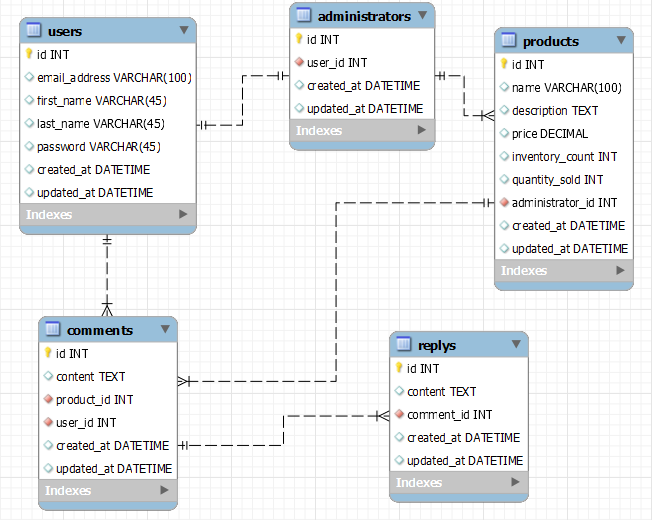 users
id INT
email_address VARCHAR(100)
first_name VARCHAR(45)
last_name VARCHAR(45)
password VARCHAR(45)
created_at DATETIME
updated_at DATETIME
Indexes
administrators
id INT
user_id INT
created_at DATETIME
updated_at DATETIME
Indexes
products
id INT
name VARCHAR(100)
description TEXT
price DECIMAL
inventory_count INT
quantity_sold INT
administrator_id INT
created_at DATETIME
updated_at DATETIME
Indexes
comments
id INT
content TEXT
product_id INT
user_id INT
created_at DATETIME
updated_at DATETIME
Indexes
replys
id INT
content TEXT
comment_id INT
created_at DATETIME
updated_at DATETIME
Indexes